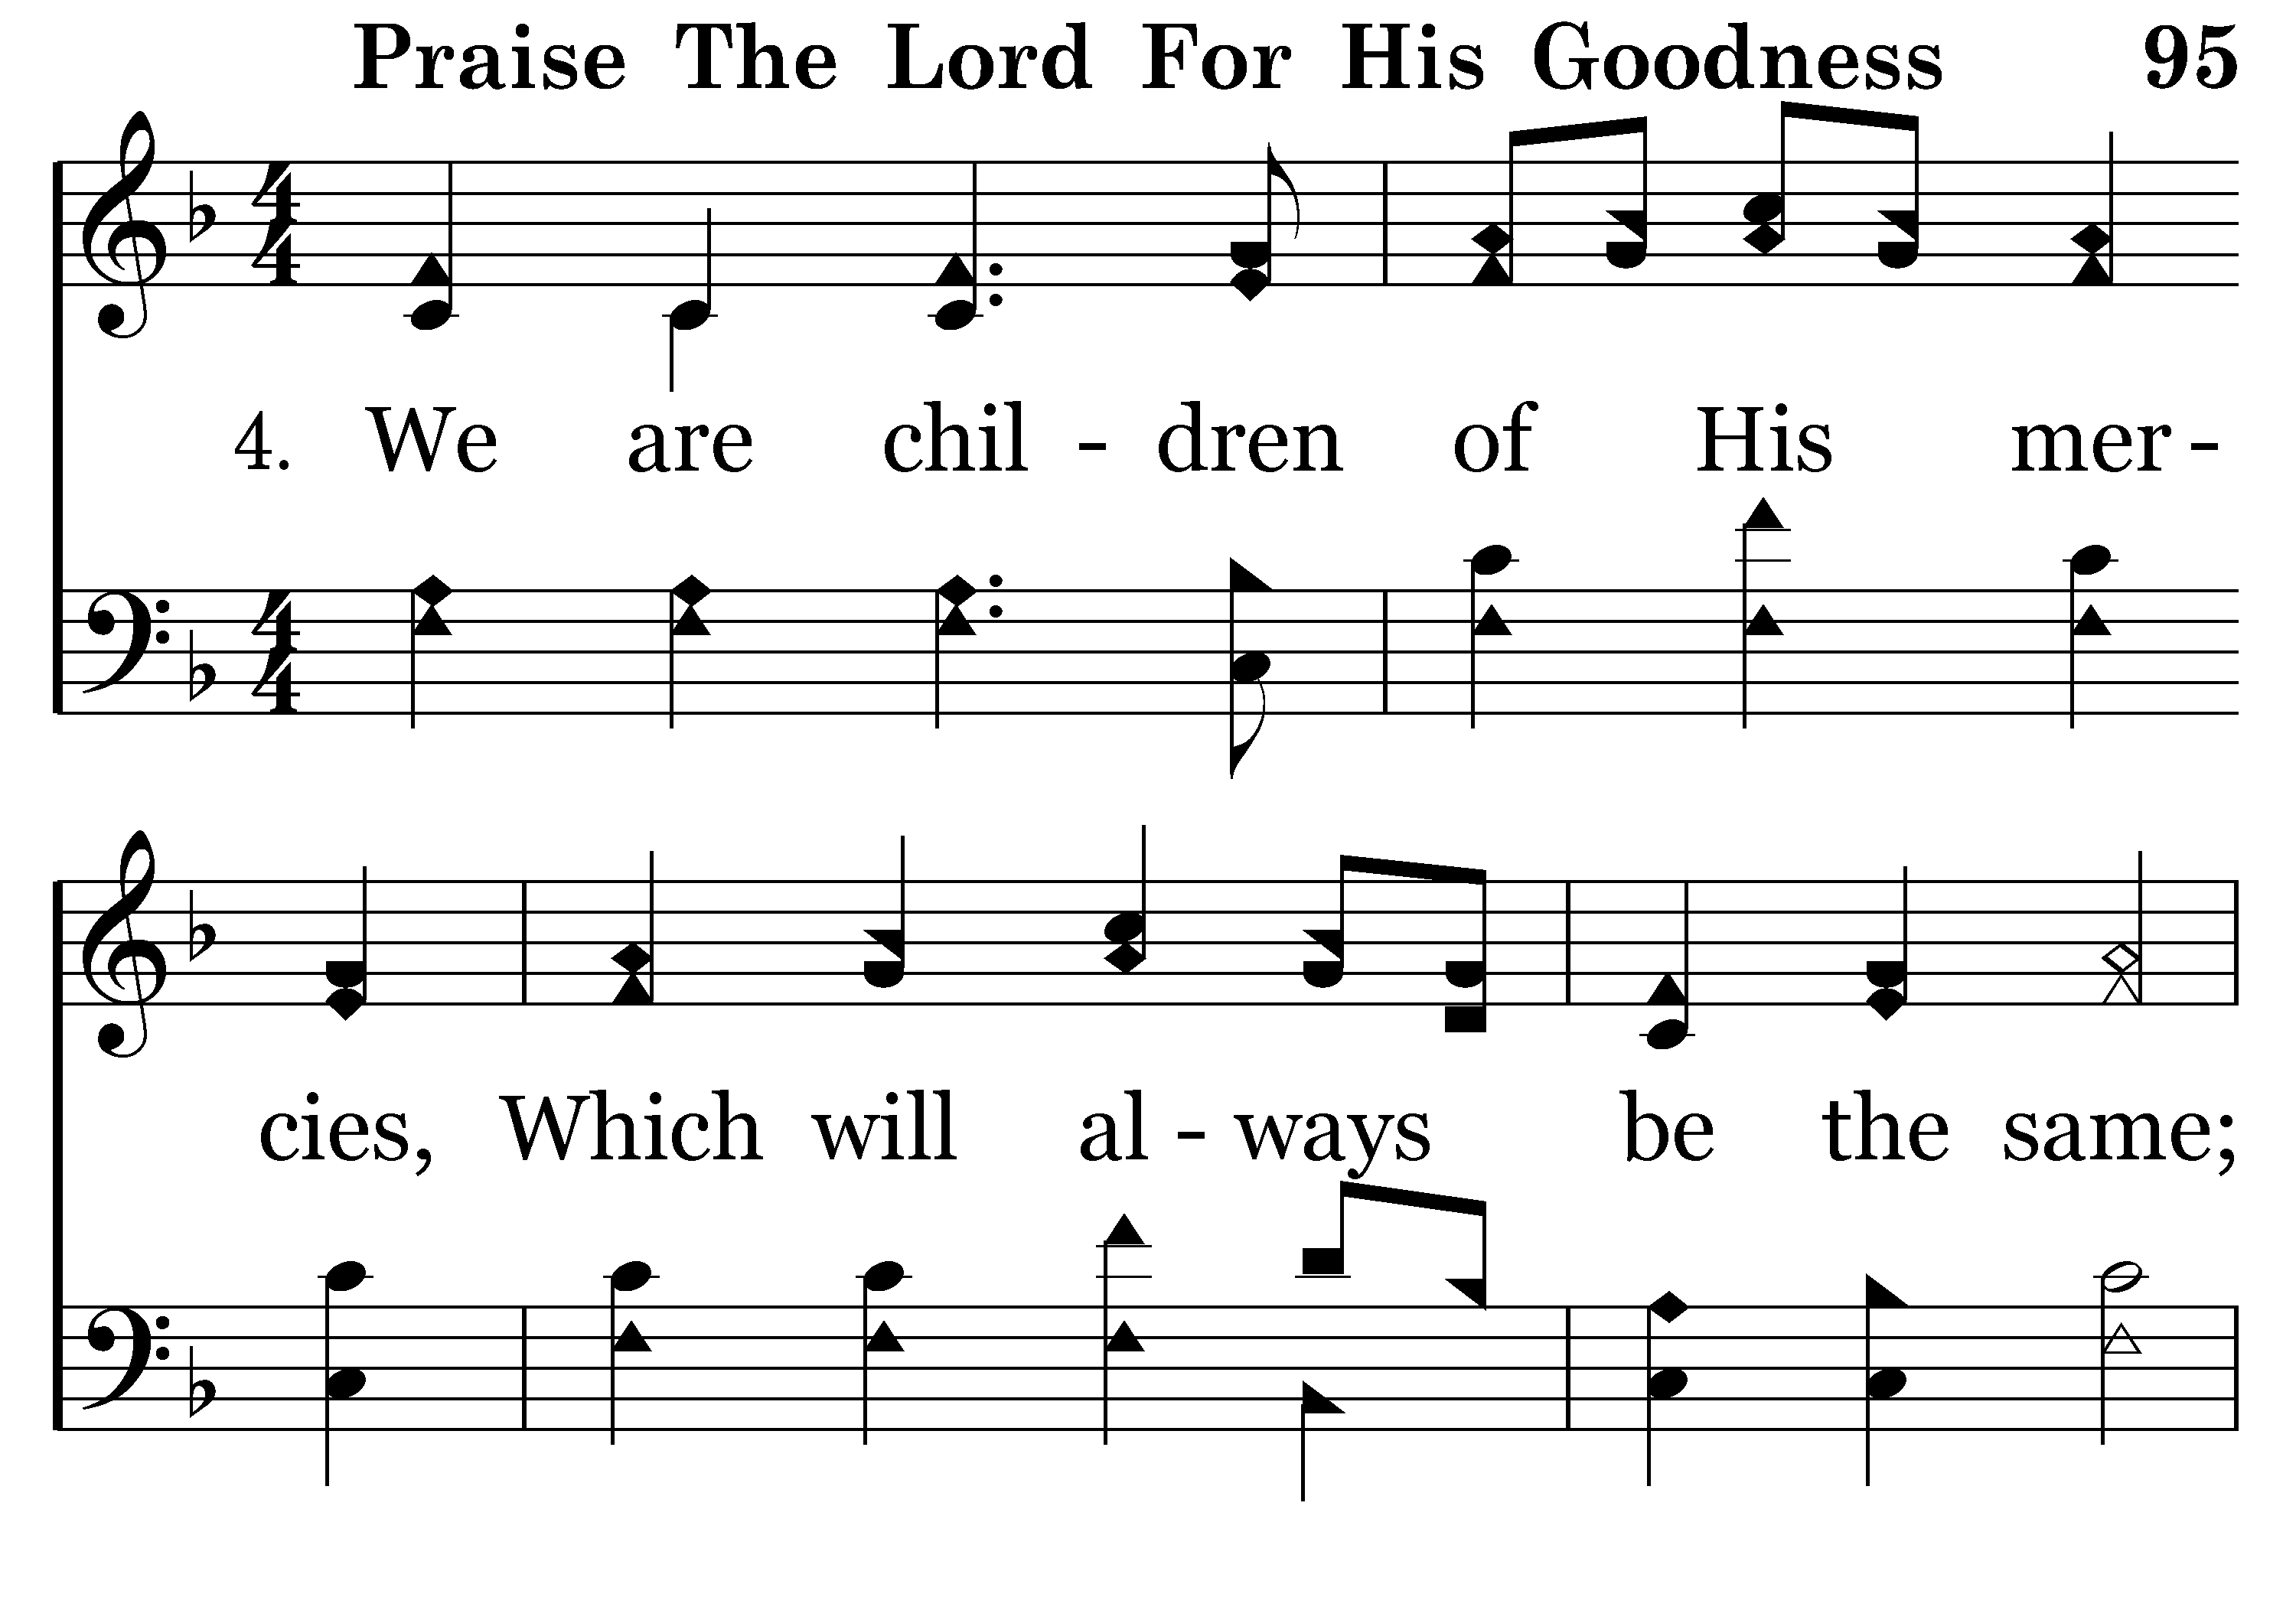 Praise The Lord For His Goodness 95
4. We are chil - dren of His mer -
cies, Which will al - ways be the same;